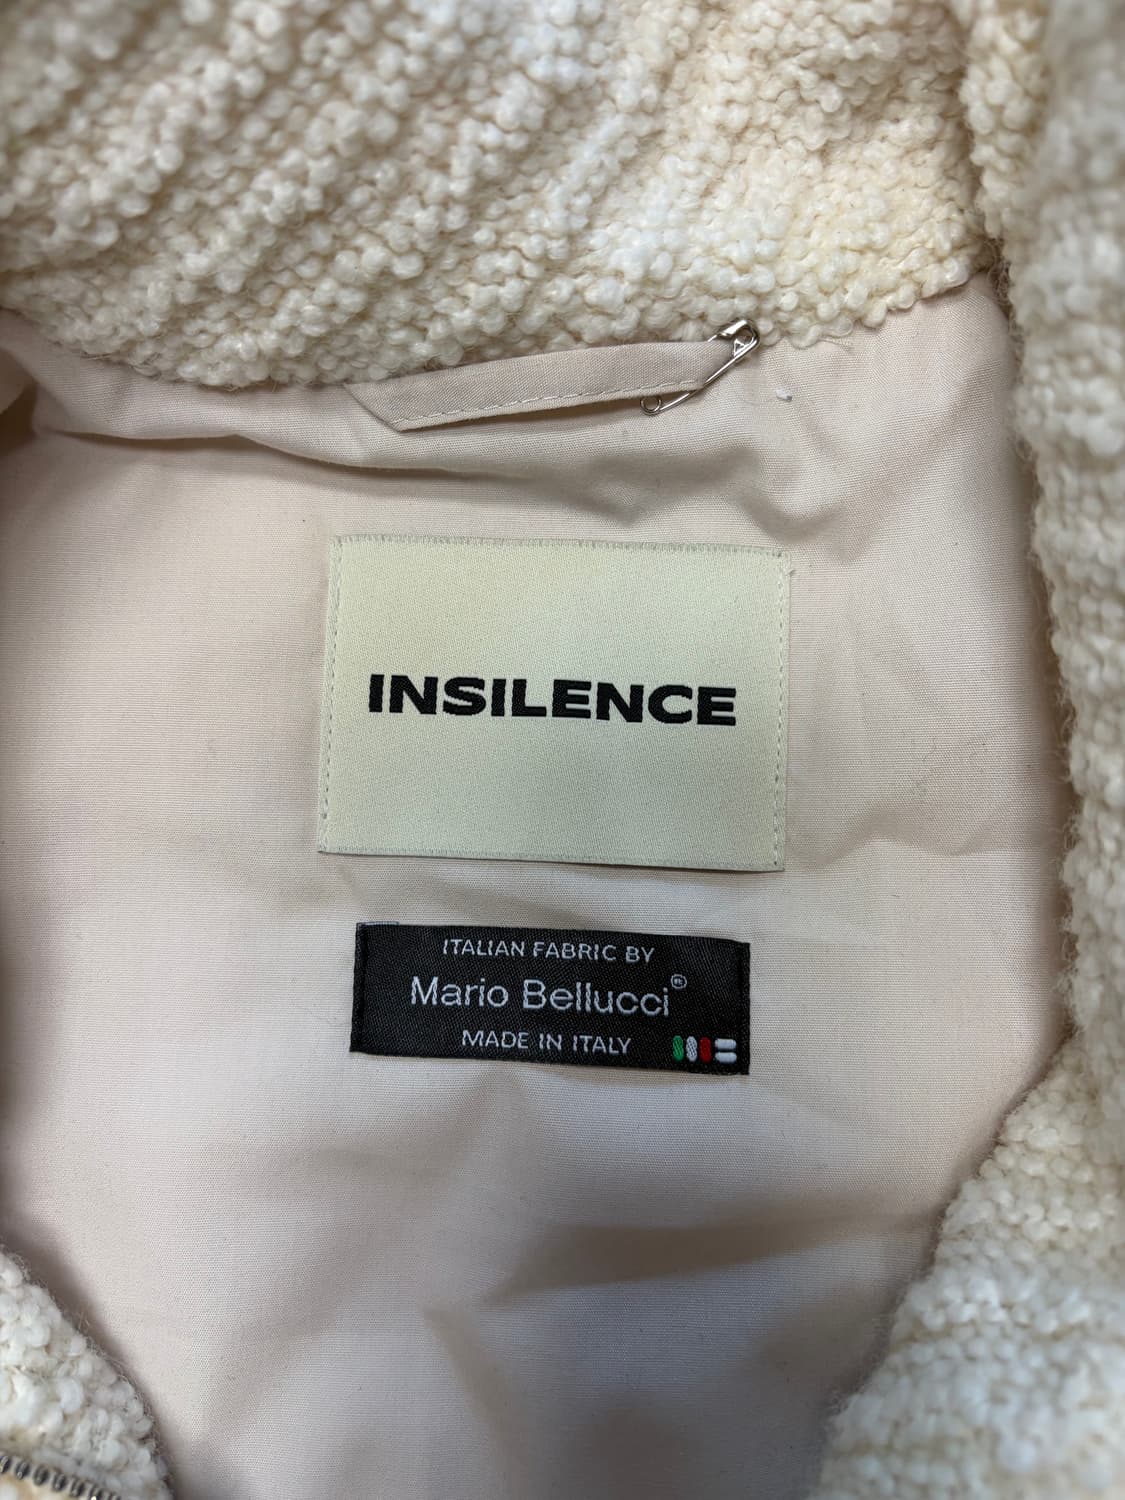 INSILENCE
ITALIAN FABRIC BY
Mario Bellucci®
MADE IN ITALY